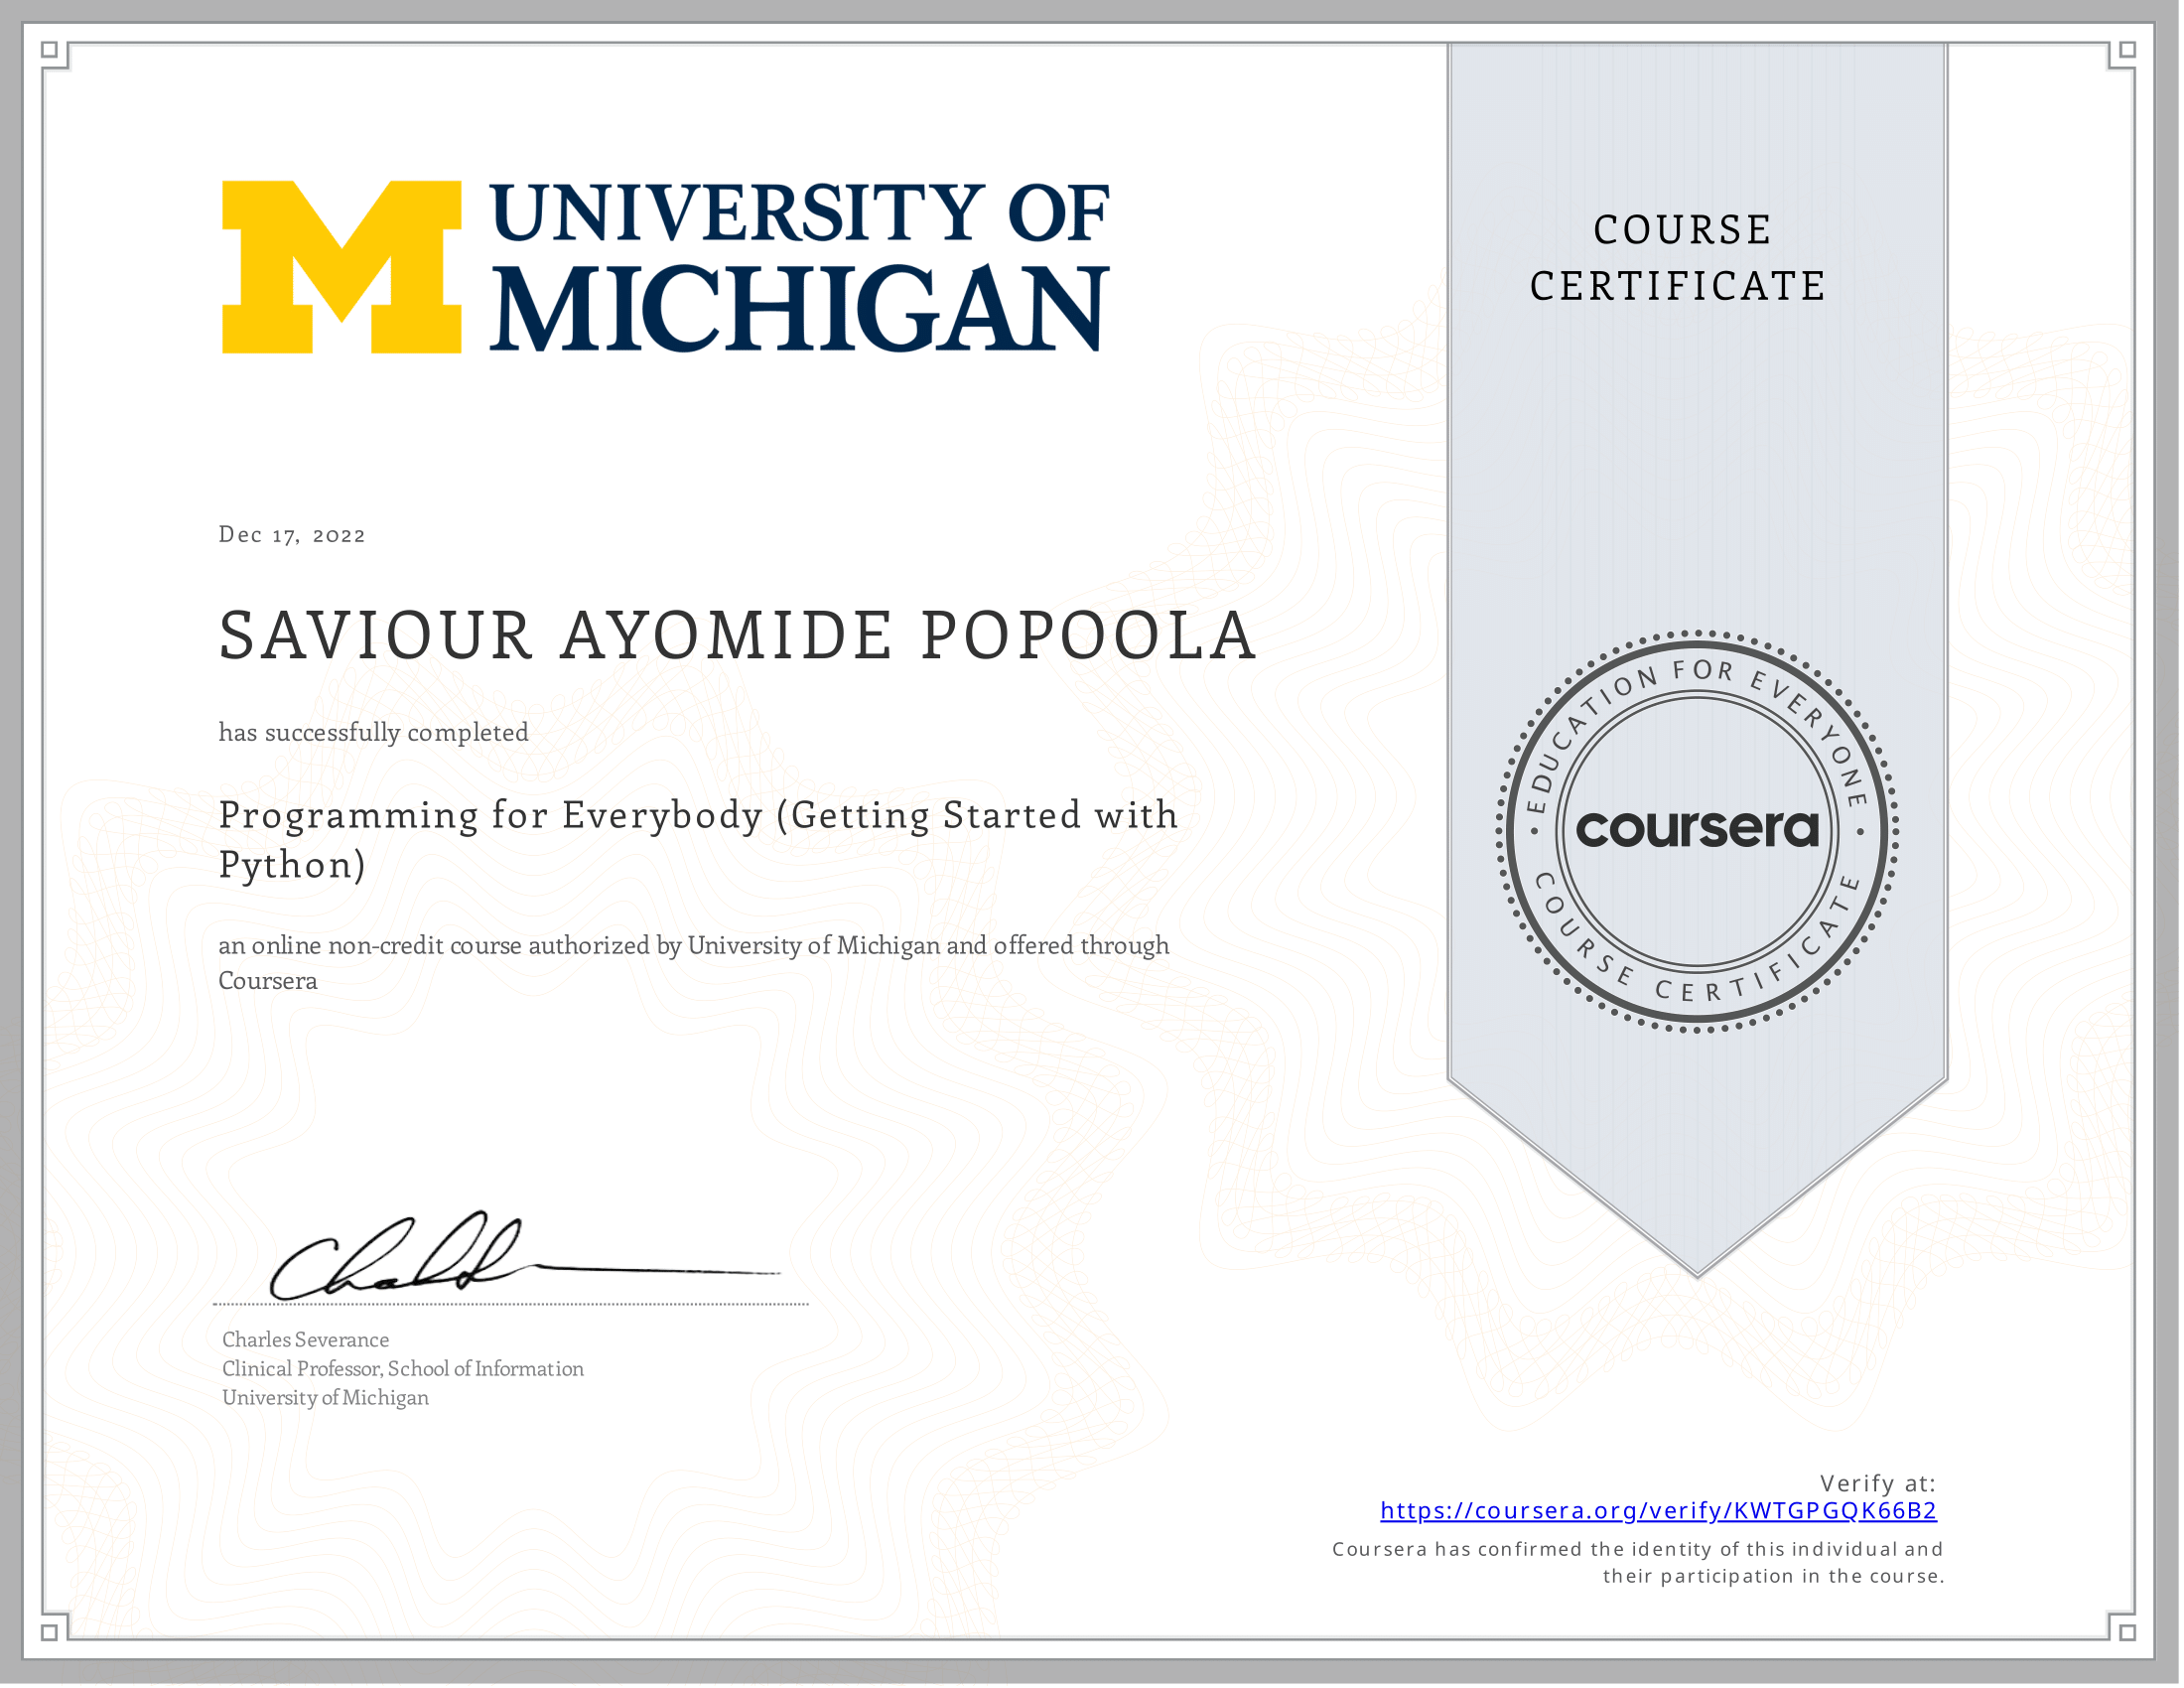 UNIVERSITY OF
MICHIGAN
COURSE
CERTIFICATE
Dec 17, 2022
SAVIOUR AYOMIDE POPOOLA
has successfully completed
Programming for Everybody (Getting Started with
Python)
an online non-credit course authorized by University of Michigan and offered through
Coursera
EDUCATION FOR EVERYONE
coursera
COURSE CERTIFICATE
Charles Severance
Clinical Professor, School of Information
University of Michigan
Verify at:
https://coursera.org/verify/KWTGPGQK66B2
Coursera has confirmed the identity of this individual and
their participation in the course.